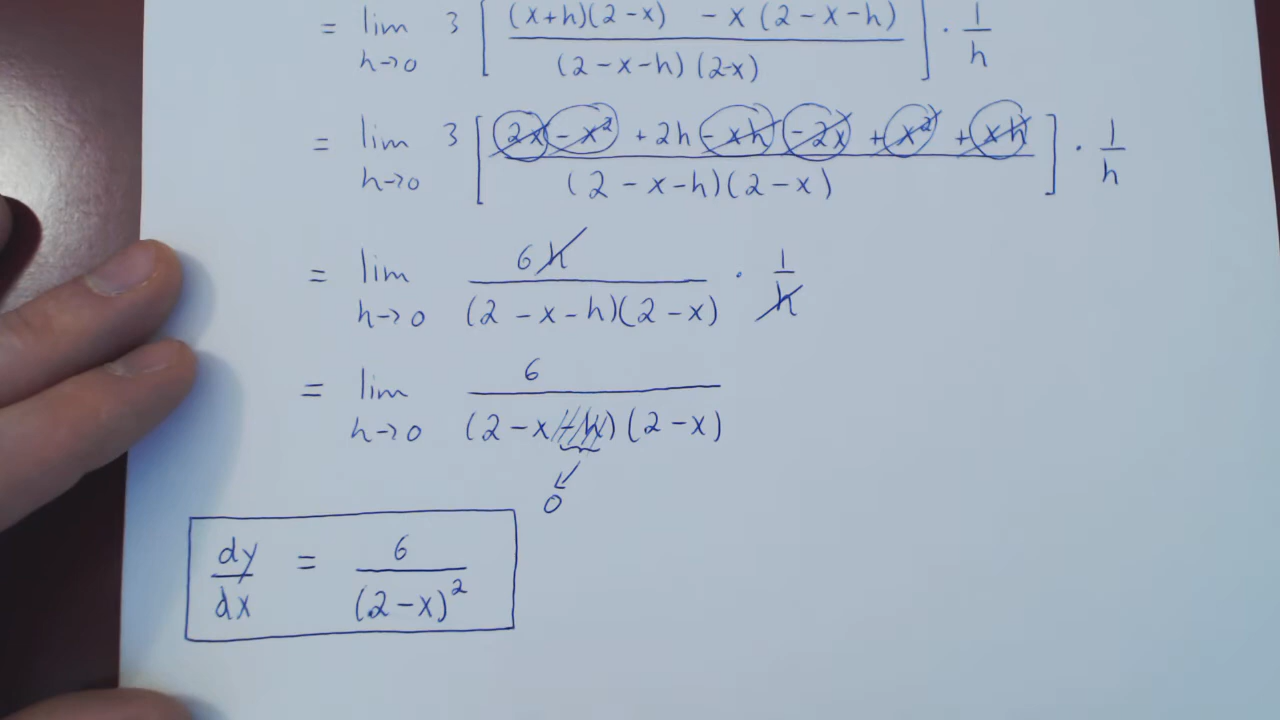 = lim h→0 3 [ (x+h)(2-x) - x(2-x-h) / (2-x-h)(2-x) ] · 1/h
= lim h→0 3 [ 2x - x² + 2h - xh - 2x + x² + xh / (2-x-h)(2-x) ] · 1/h
= lim h→0 6h / (2-x-h)(2-x) · 1/h
= lim h→0 6 / (2-x-h)(2-x)
0
dy/dx = 6 / (2-x)²